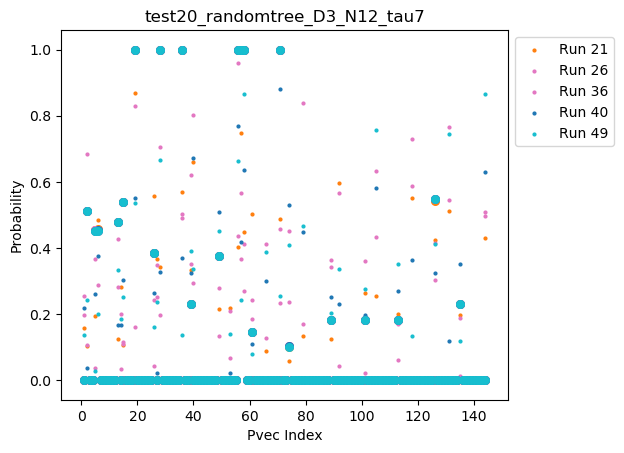 test20_randomtree_D3_N12_tau7
1.0
0.8
0.6
0.4
0.2
0.0
Probability
0
20
40
60
80
100
120
140
Pvec Index
Run 21
Run 26
Run 36
Run 40
Run 49